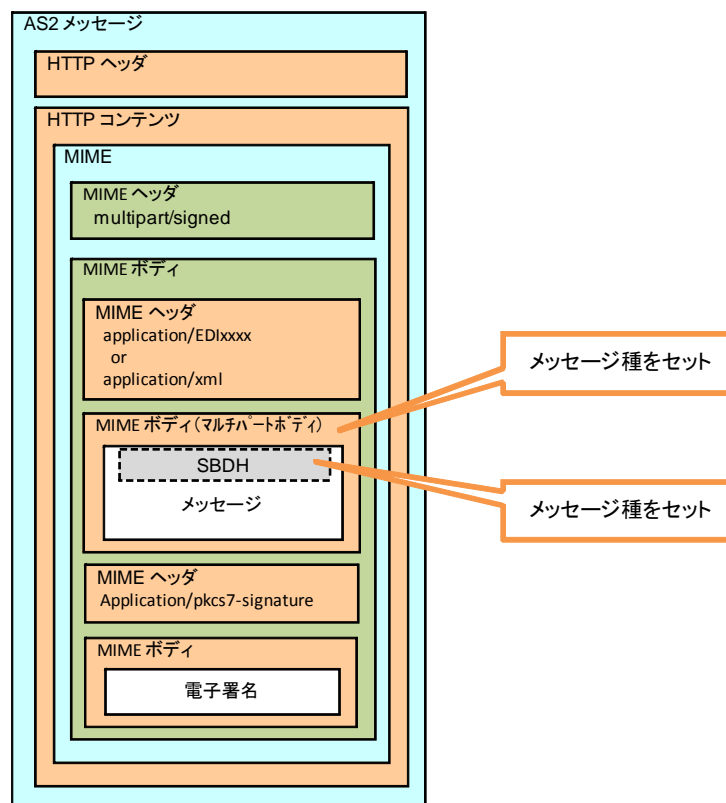 AS2 メッセージ
HTTP ヘッダ
HTTP コンテンツ
MIME
MIME ヘッダ
multipart/signed
MIME ボディ
MIME ヘッダ
application/EDIxxxx
or
application/xml
メッセージ種をセット
MIME ボディ(マルチパートボディ)
SBDH
メッセージ
メッセージ種をセット
MIME ヘッダ
Application/pkcs7-signature
MIME ボディ
電子署名